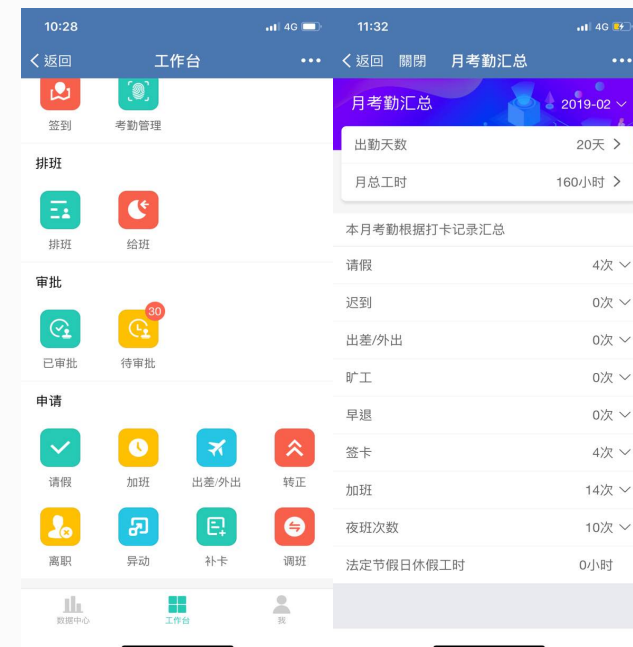 10:28
4G
返回
工作台
签到
考勤管理
排班
排班
给班
审批
30
已审批
待审批
申请
请假
加班
出差/外出
转正
离职
异动
补卡
调班
数据中心
工作台
我
11:32
4G
返回 關閉 月考勤汇总
月考勤汇总 2019-02
出勤天数 20天
月总工时 160小时
本月考勤根据打卡记录汇总
请假 4次
迟到 0次
出差/外出 0次
旷工 0次
早退 0次
签卡 4次
加班 14次
夜班次数 10次
法定节假日休假工时 0小时